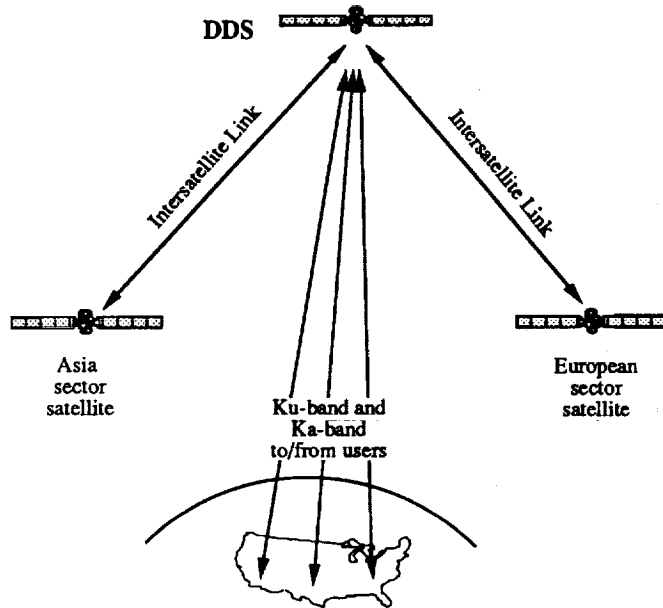 DDS
Intersatellite Link
Intersatellite Link
Asia
sector
satellite
European
sector
satellite
Ku-band and
Ka-band
to/from users